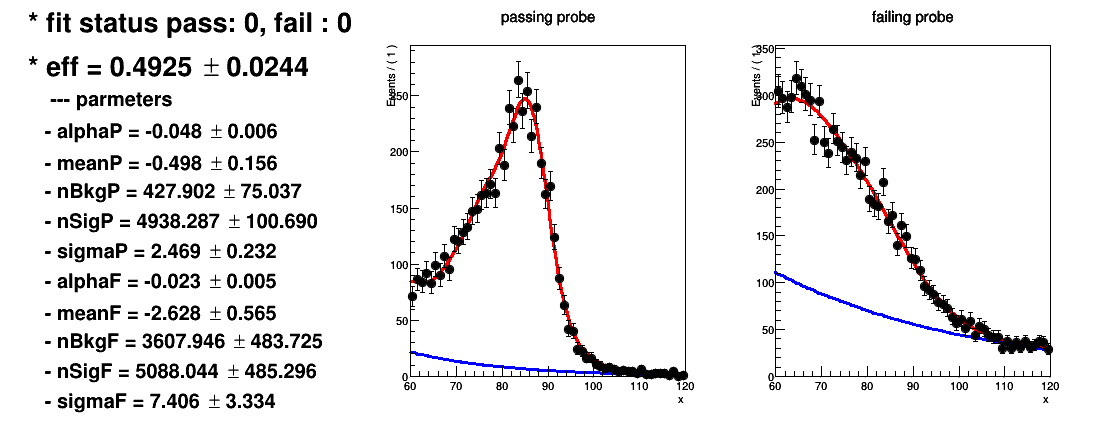 * fit status pass: 0, fail : 0
* eff = 0.4925 ± 0.0244
--- parmeters
- alphaP = -0.048 ± 0.006
- meanP = -0.498 ± 0.156
- nBkgP = 427.902 ± 75.037
- nSigP = 4938.287 ± 100.690
- sigmaP = 2.469 ± 0.232
- alphaF = -0.023 ± 0.005
- meanF = -2.628 ± 0.565
- nBkgF = 3607.946 ± 483.725
- nSigF = 5088.044 ± 485.296
- sigmaF = 7.406 ± 3.334
passing probe
Events / ( 1 )
250
200
150
100
50
0
60 70 80 90 100 110 120
x
failing probe
Events / ( 1 )
350
300
250
200
150
100
50
0
60 70 80 90 100 110 120
x